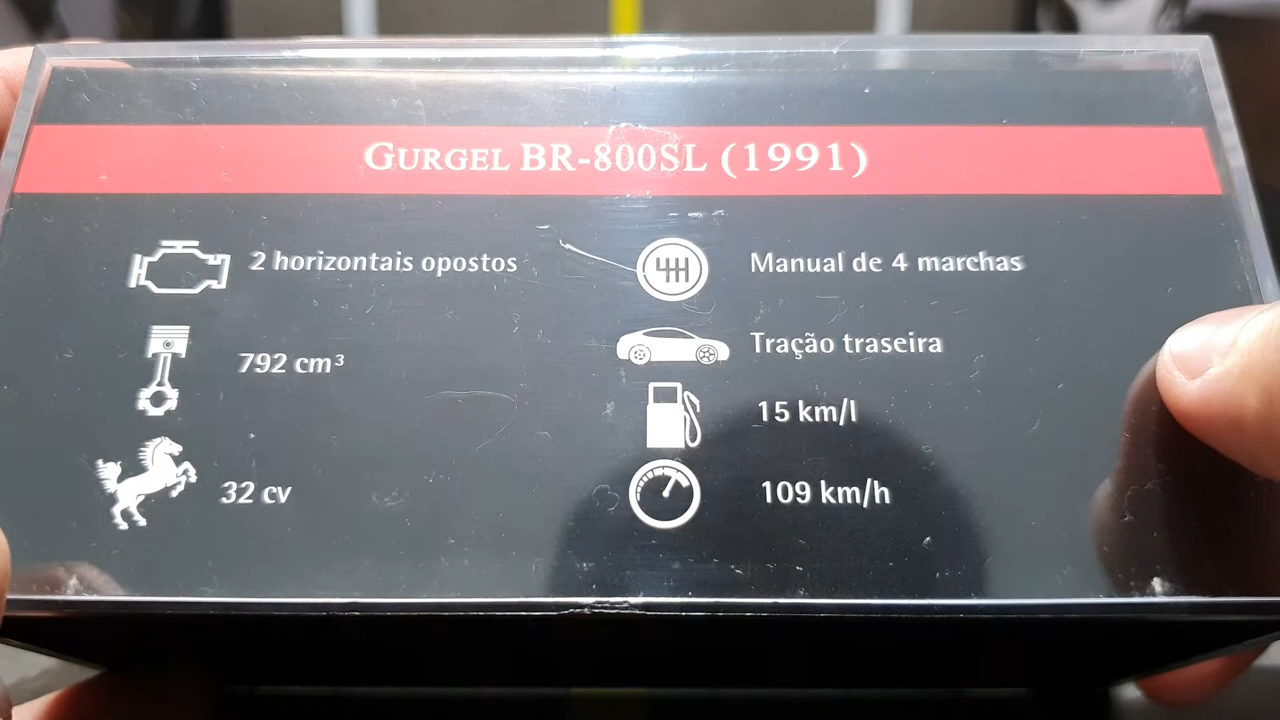 GURGEL BR-800SL (1991)
2 horizontais opostos
792 cm³
32 cv
Manual de 4 marchas
Tração traseira
15 km/l
109 km/h